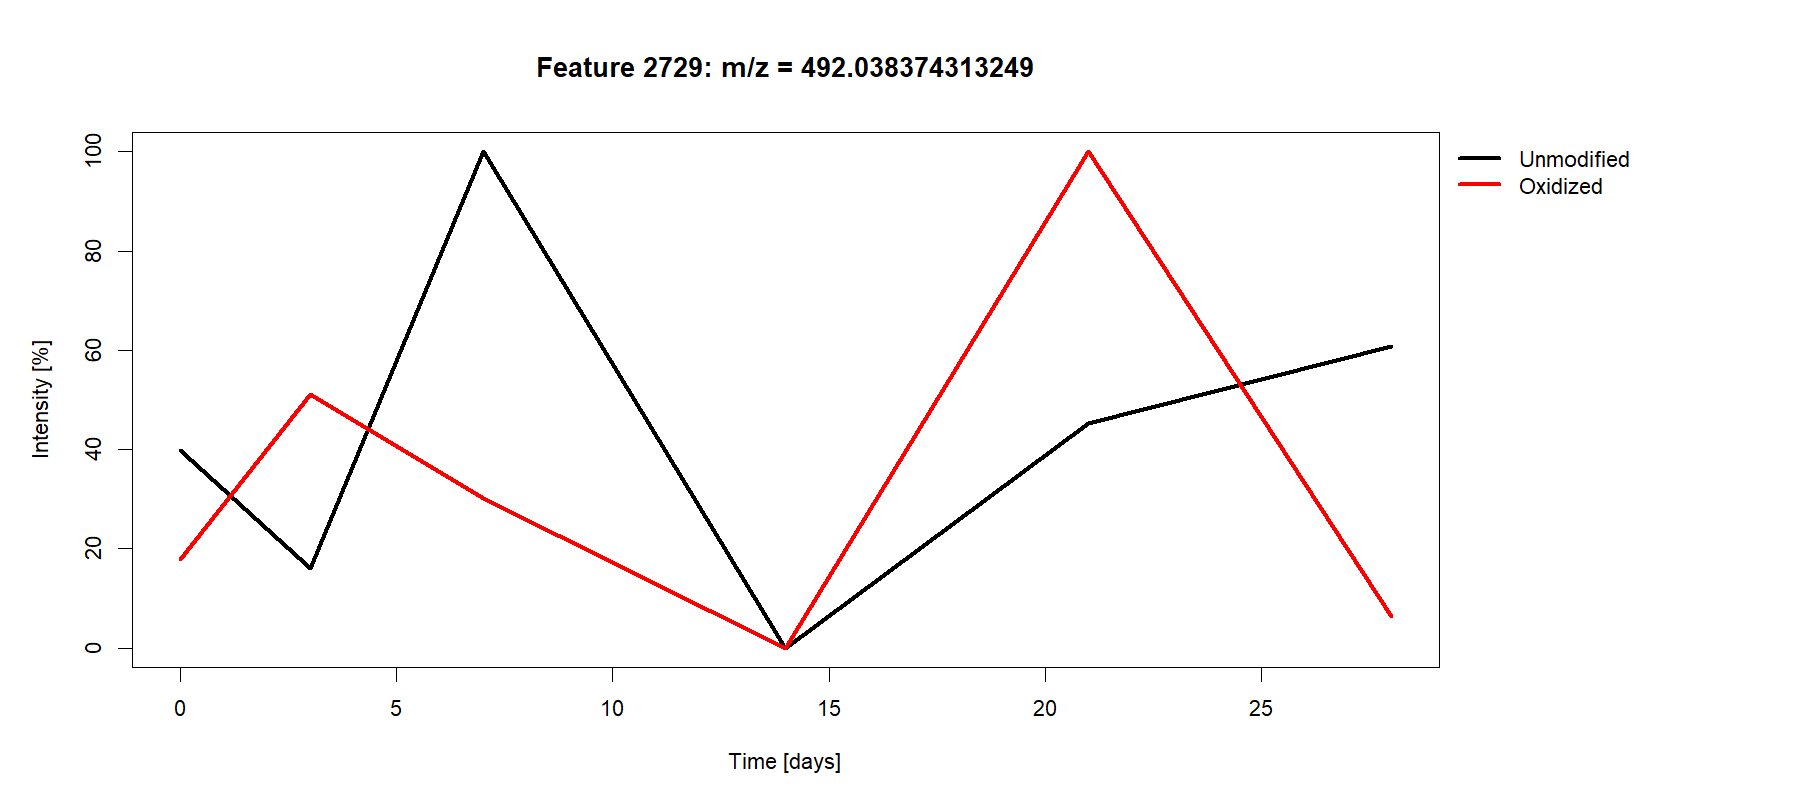 Feature 2729: m/z = 492.038374313249
Unmodified
Oxidized
Intensity [%]
100
80
60
40
20
0
0 5 10 15 20 25
Time [days]